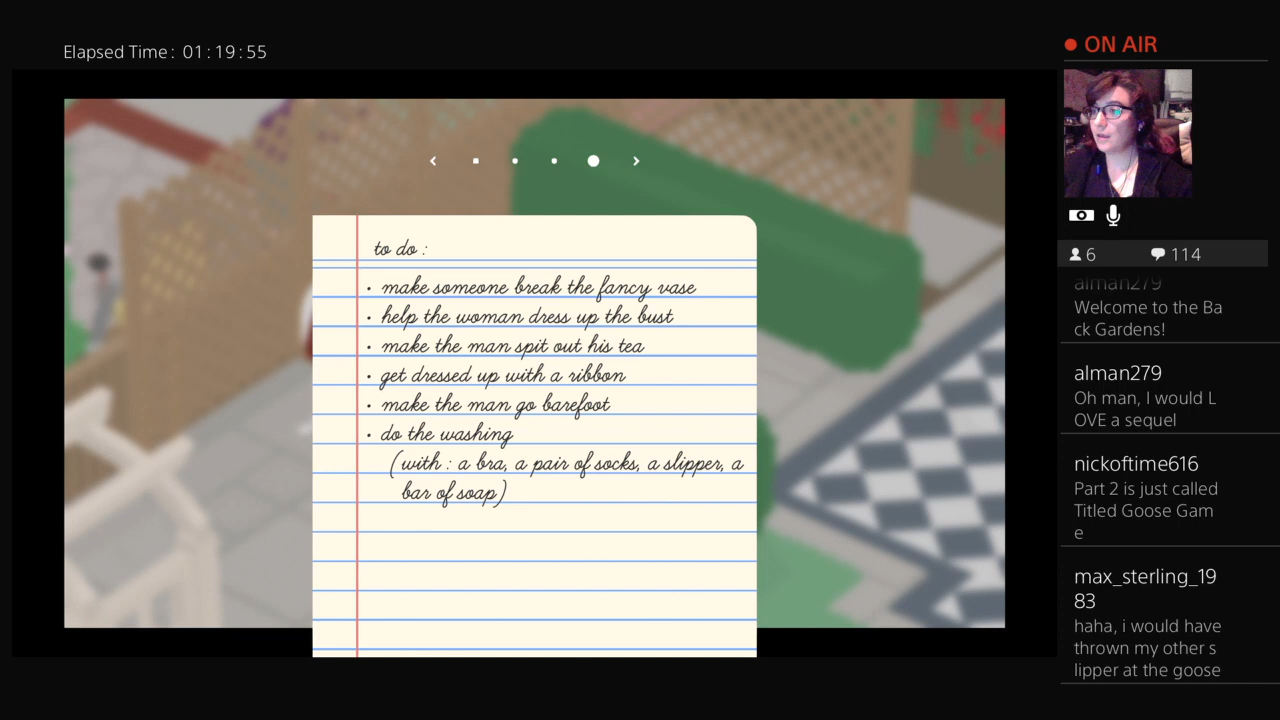 Elapsed Time: 01:19:55
ON AIR
to do :
• make someone break the fancy vase
• help the woman dress up the bust
• make the man spit out his tea
• get dressed up with a ribbon
• make the man go barefoot
• do the washing
(with : a bra, a pair of socks, a slipper, a
bar of soap)
6 114
alman279
Welcome to the Ba
ck Gardens!
alman279
Oh man, I would L
OVE a sequel
nickoftime616
Part 2 is just called
Titled Goose Gam
e
max_sterling_19
83
haha, i would have
thrown my other s
lipper at the goose